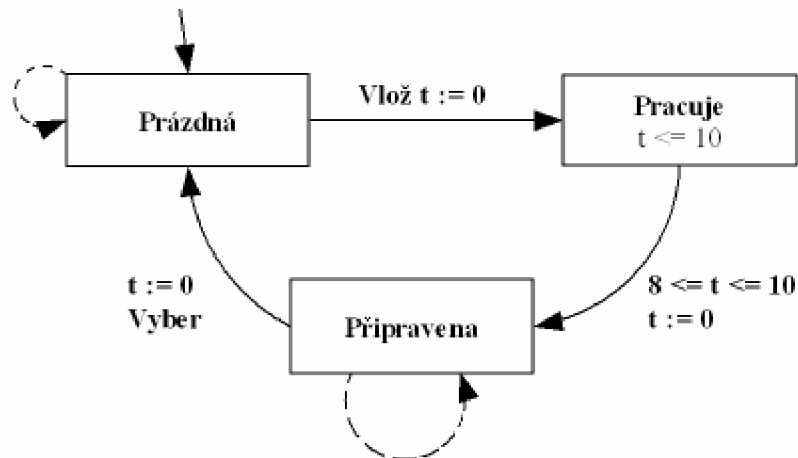 Vlož t := 0
Prázdná
Pracuje
t <= 10
t := 0
Vyber
Připravena
8 <= t <= 10
t := 0